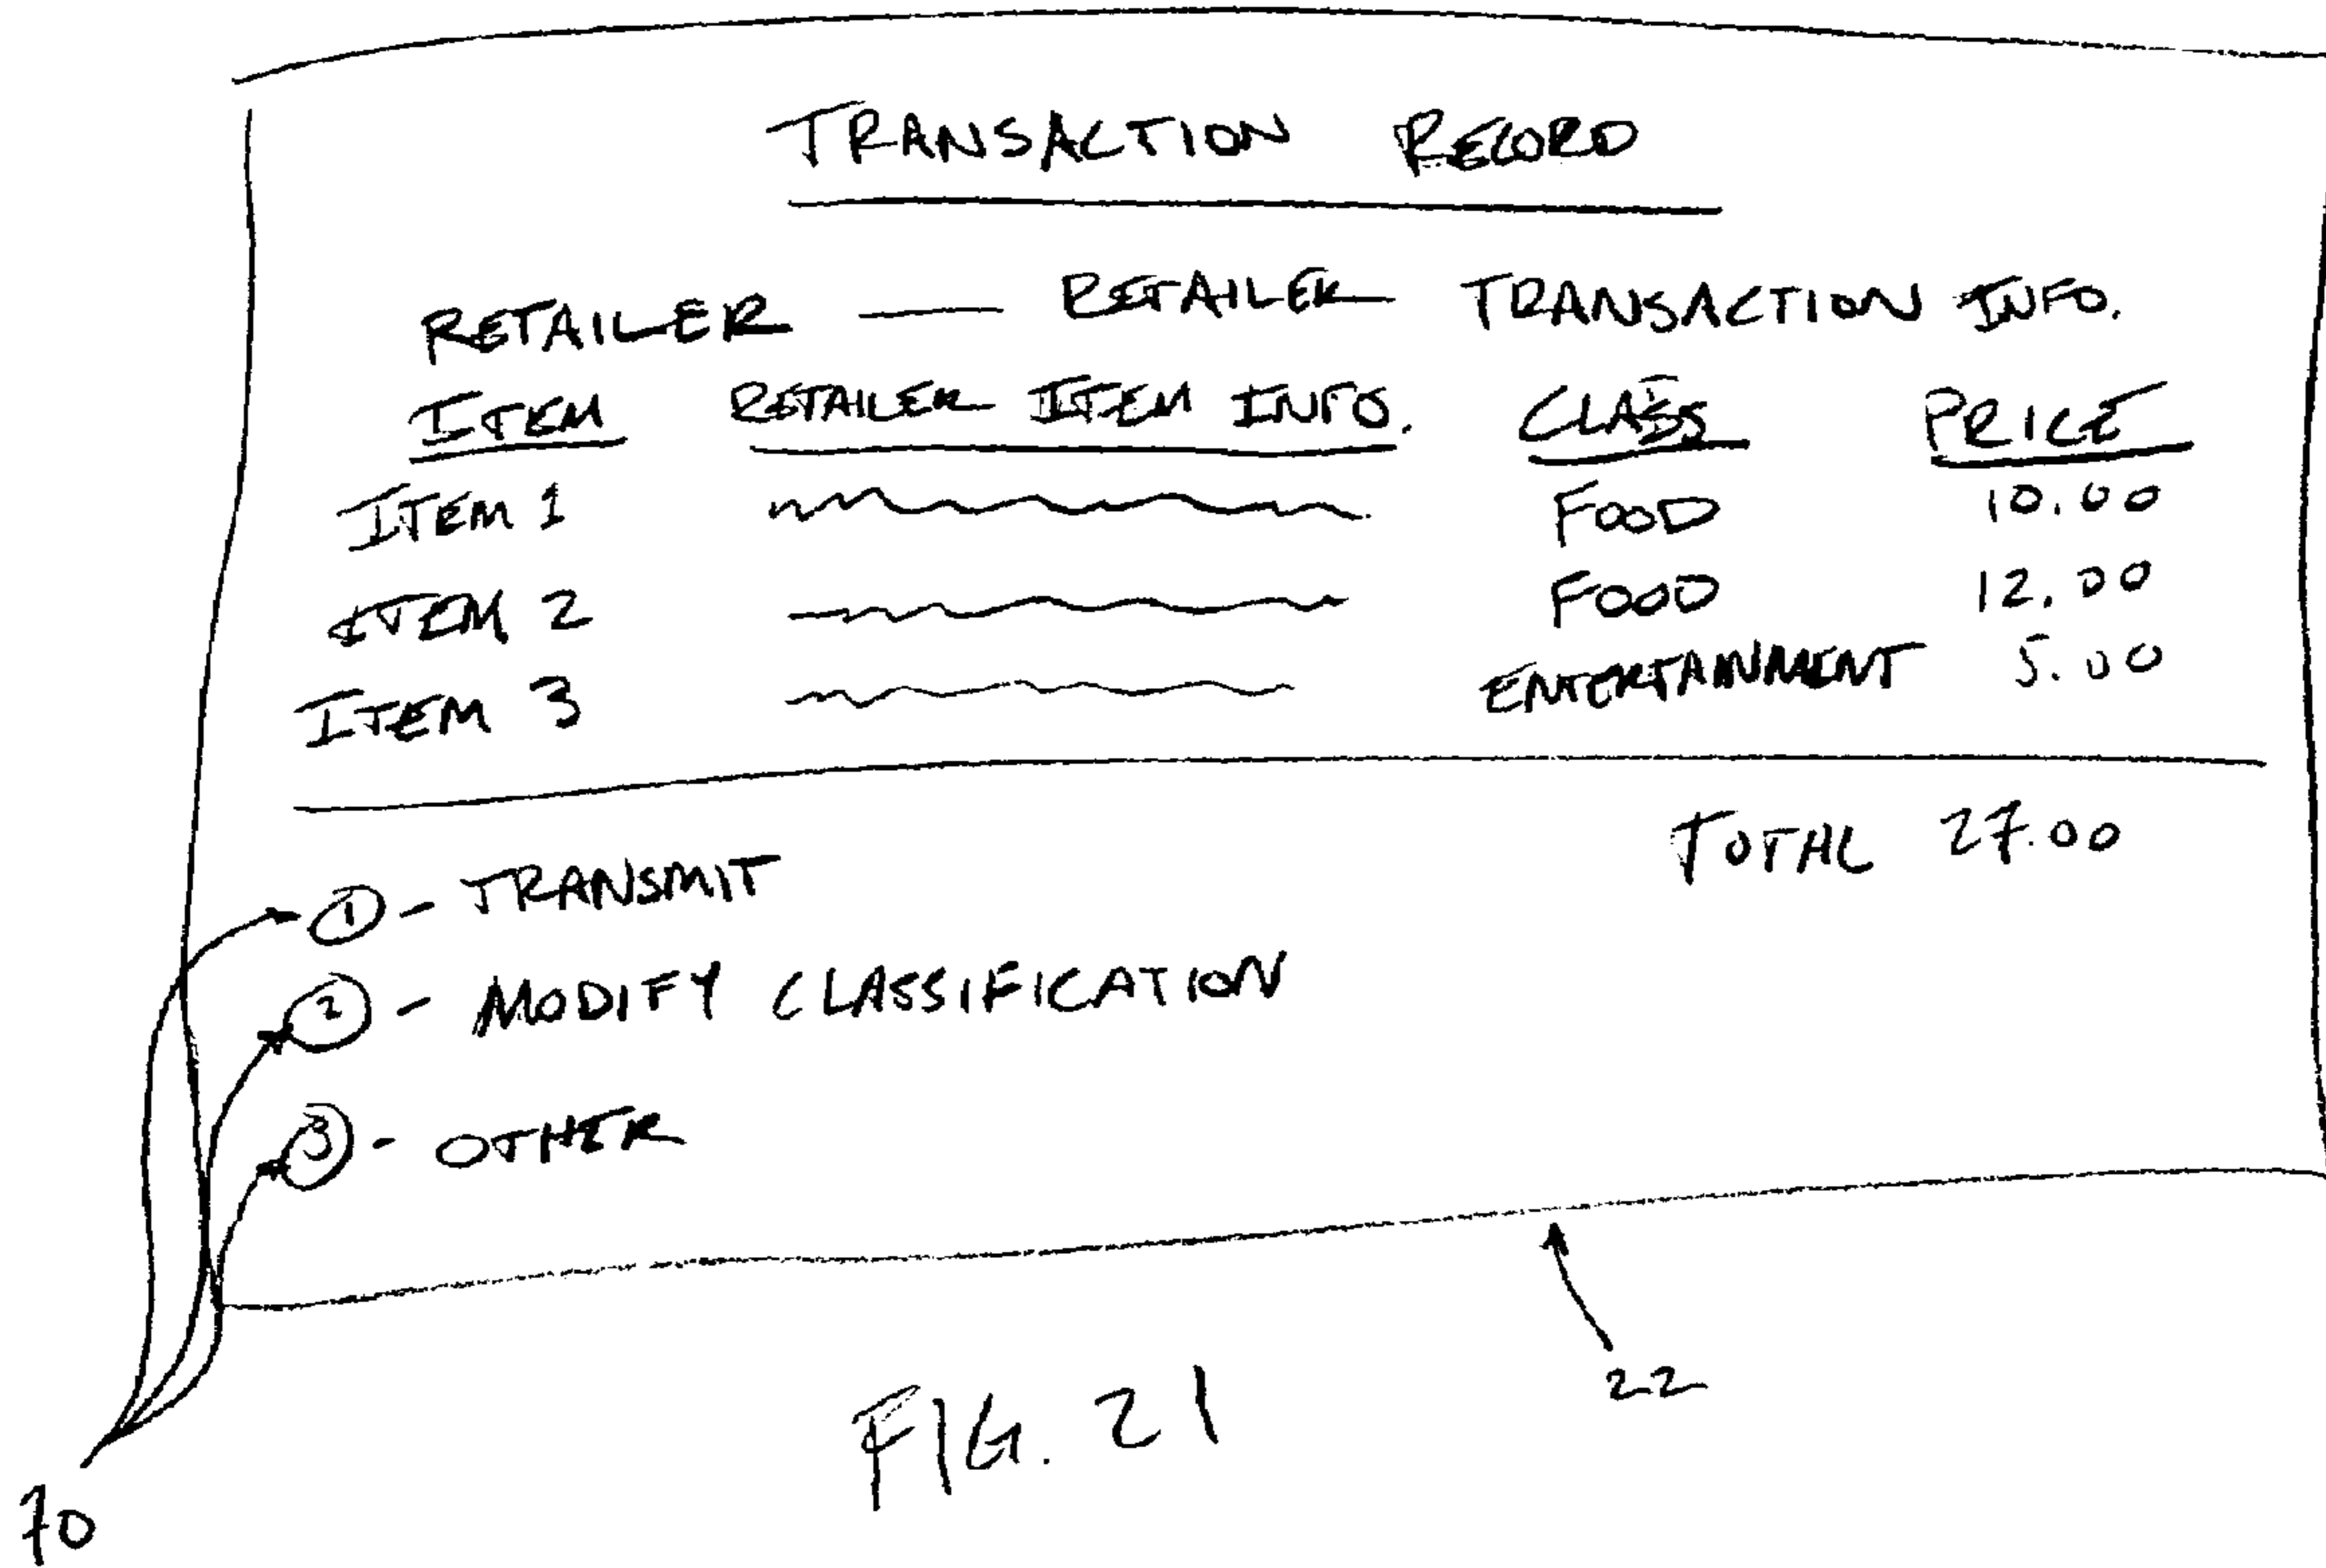 TRANSACTION RECORD
RETAILER — RETAILER TRANSACTION INFO.
ITEM RETAILER ITEM INFO. CLASS PRICE
ITEM 1 FOOD 10.00
ITEM 2 FOOD 12.00
ITEM 3 ENTERTAINMENT 5.00
TOTAL 27.00
1 - TRANSMIT
2 - MODIFY CLASSIFICATION
3 - OTHER
22
FIG. 21
70